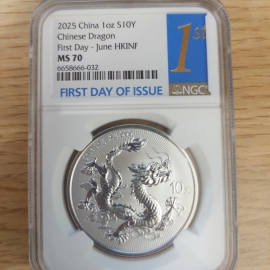 2025 China 1oz S10Y
Chinese Dragon
First Day - June HKINF
MS 70
6658666-032
1st
FIRST DAY OF ISSUE
NGC
10